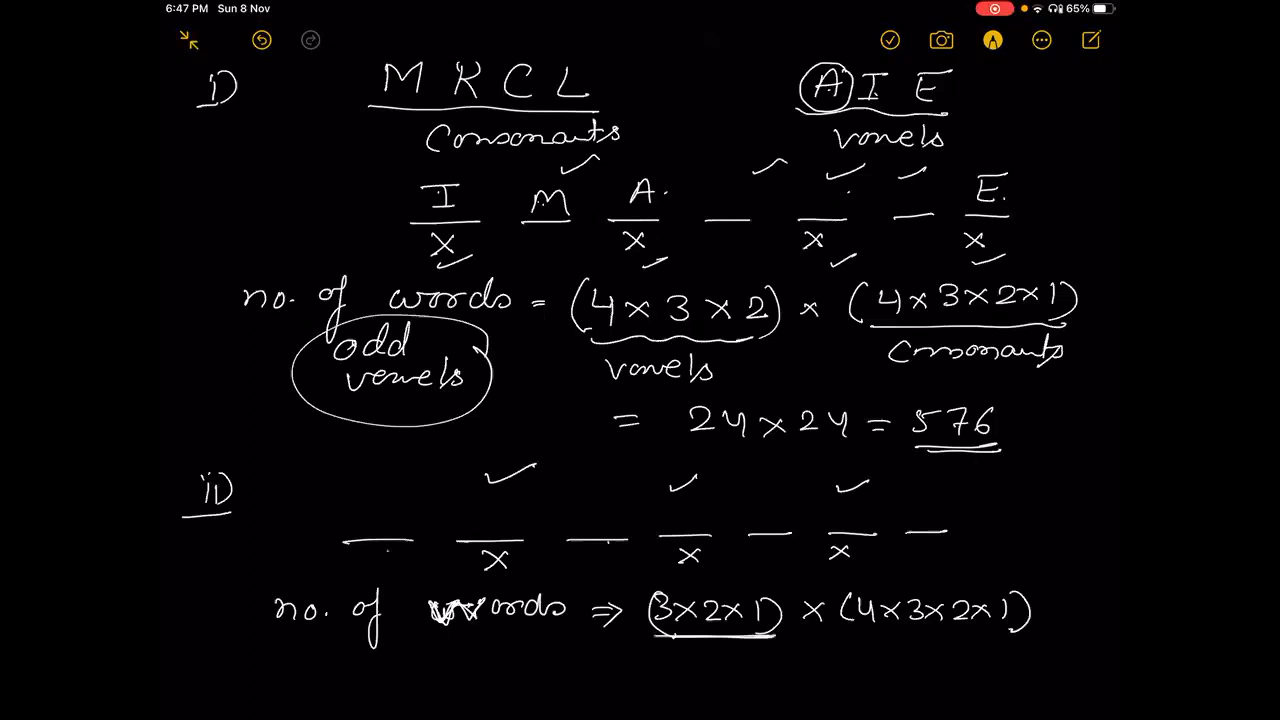 6:47 PM Sun 8 Nov 65%
I) M R C L A I E
Consonants vowels
I M A. E.
x x x x
no. of words = (4 x 3 x 2) x (4 x 3 x 2 x 1)
odd vowels vowels Consonants
= 24 x 24 = 576
ii)
x x x
no. of words ⇒ (3 x 2 x 1) x (4 x 3 x 2 x 1)